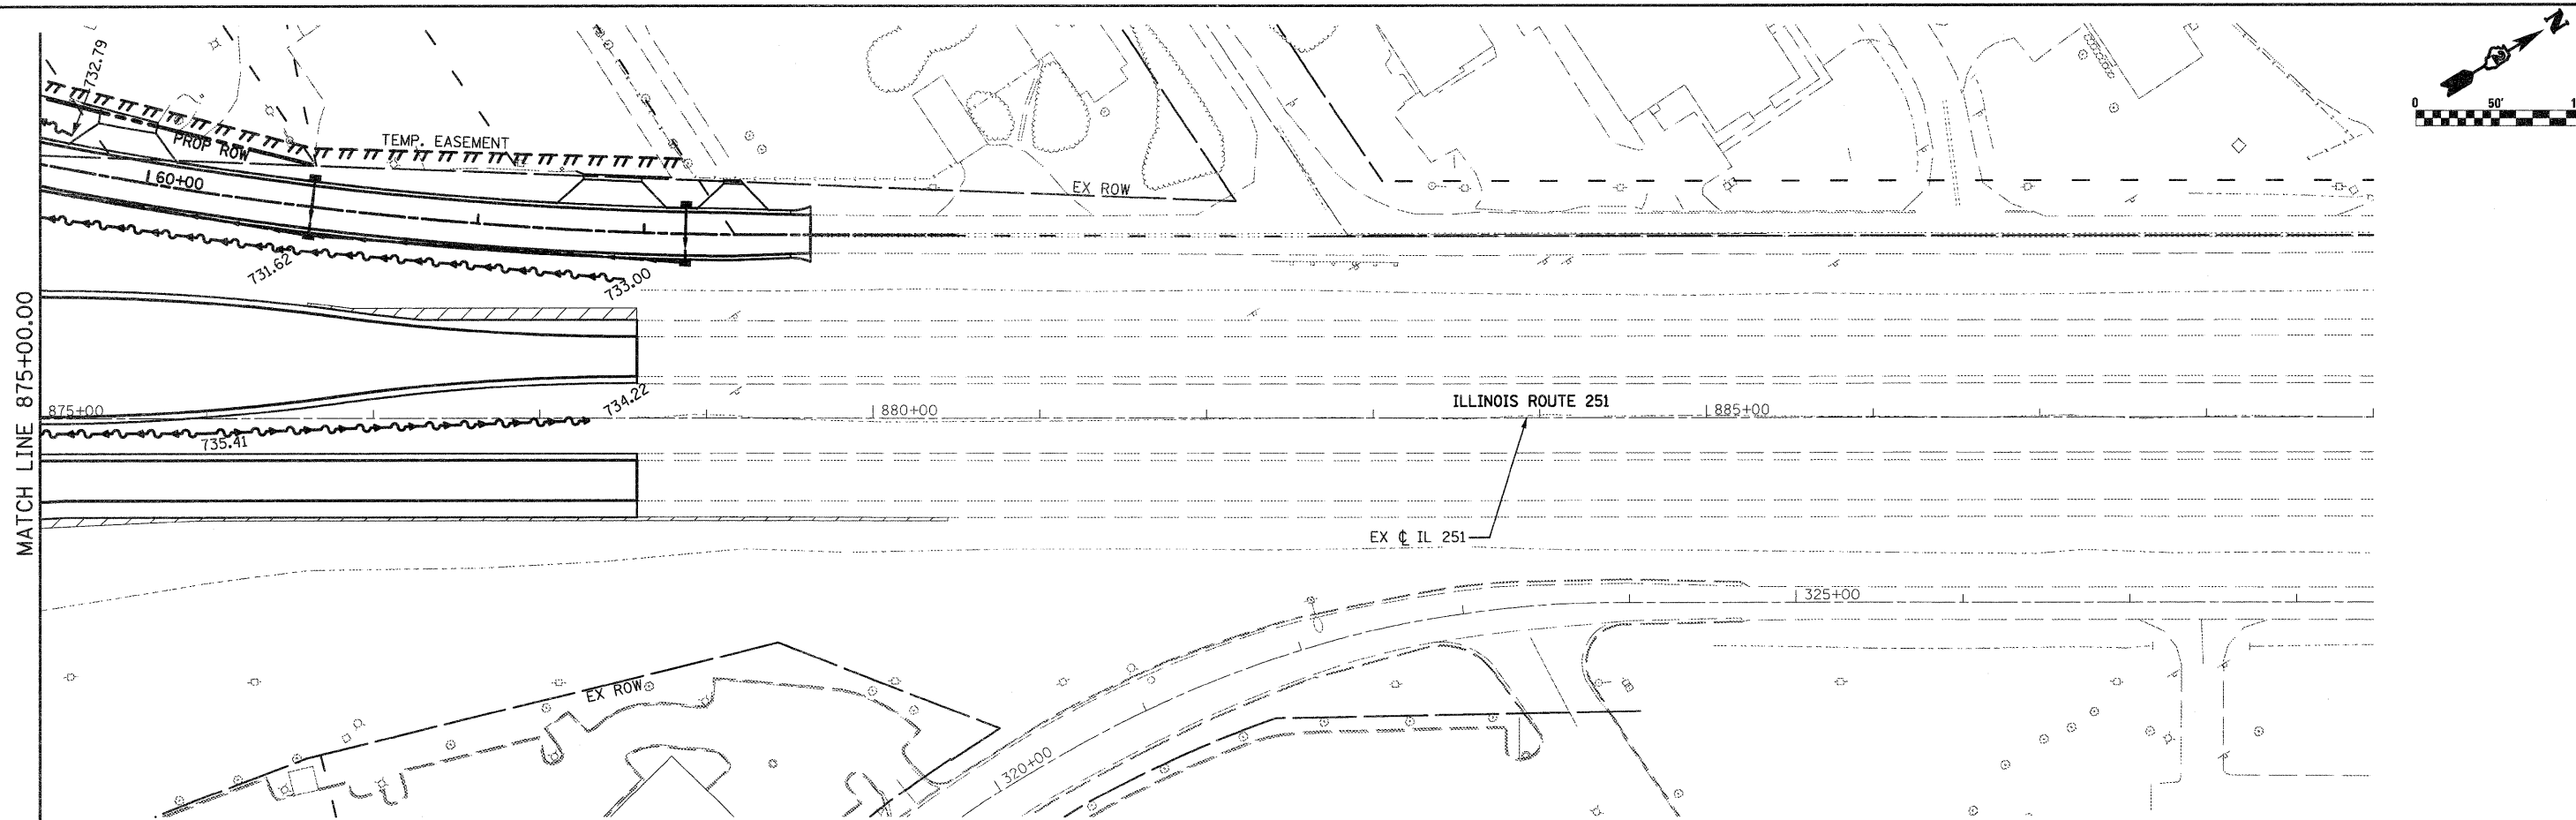 732.79
N
0 50'
TEMP. EASEMENT
PROP ROW
60+00
EX ROW
731.62
733.00
MATCH LINE 875+00.00
875+00
734.22
880+00
ILLINOIS ROUTE 251
885+00
735.41
EX ℄ IL 251
325+00
EX ROW
320+00